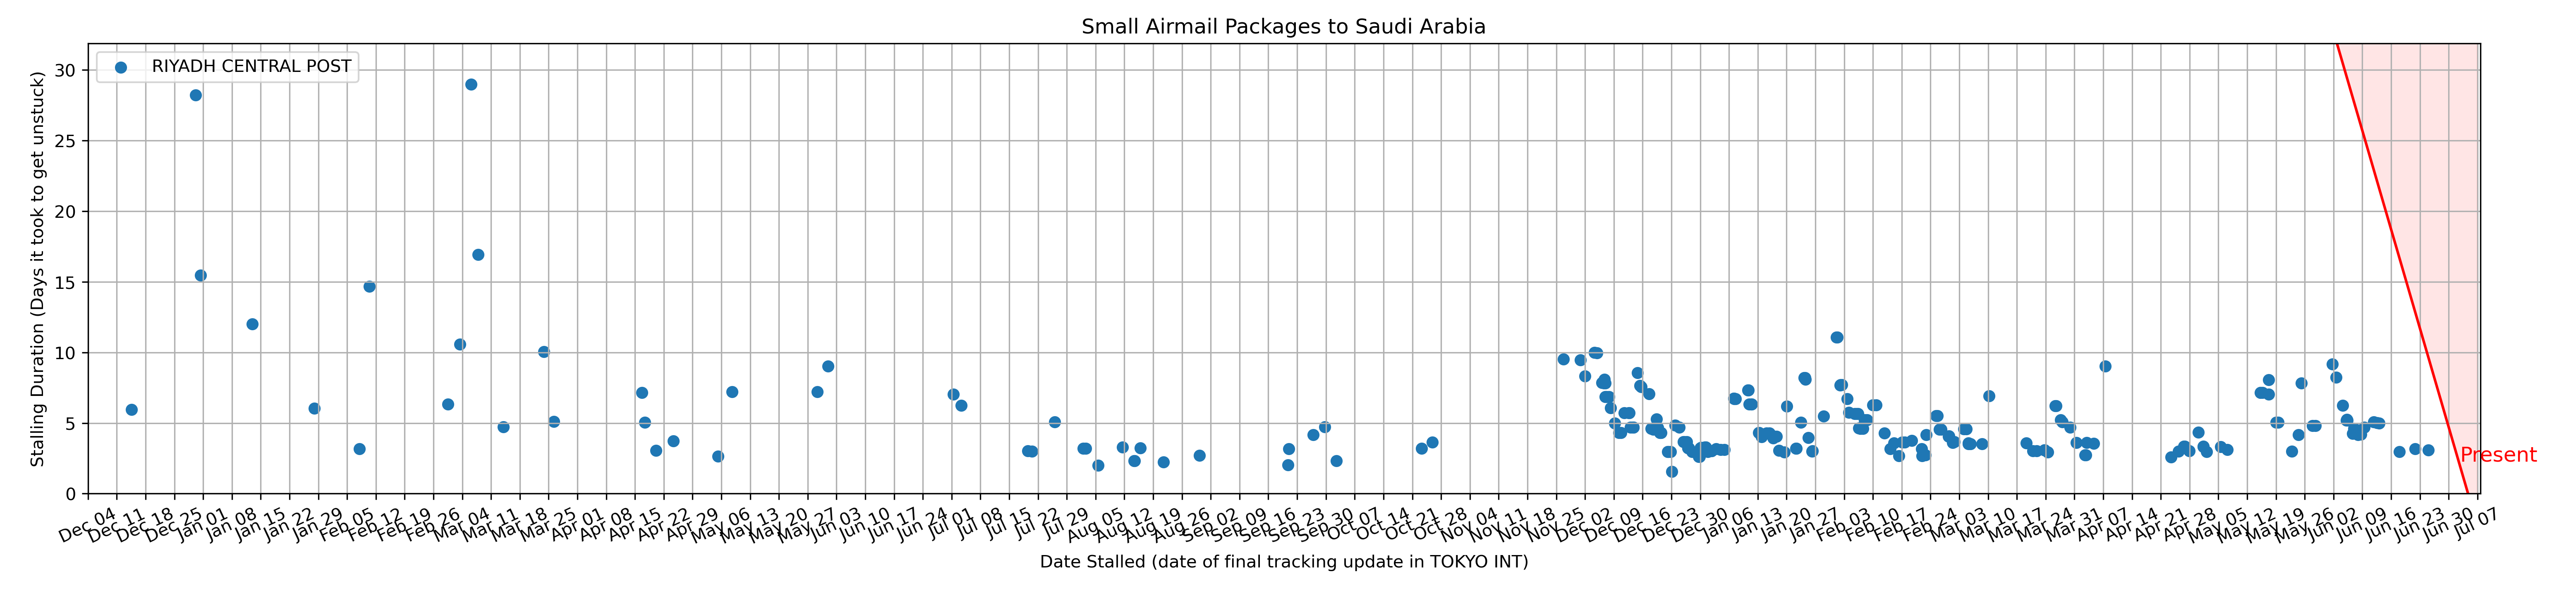 Small Airmail Packages to Saudi Arabia
RIYADH CENTRAL POST
Stalling Duration (Days it took to get unstuck)
30
25
20
15
10
5
0
Present
Dec 04 Dec 11 Dec 18 Dec 25 Jan 01 Jan 08 Jan 15 Jan 22 Jan 29 Feb 05 Feb 12 Feb 19 Feb 26 Mar 04 Mar 11 Mar 18 Mar 25 Apr 01 Apr 08 Apr 15 Apr 22 Apr 29 May 06 May 13 May 20 May 27 Jun 03 Jun 10 Jun 17 Jun 24 Jul 01 Jul 08 Jul 15 Jul 22 Jul 29 Aug 05 Aug 12 Aug 19 Aug 26 Sep 02 Sep 09 Sep 16 Sep 23 Sep 30 Oct 07 Oct 14 Oct 21 Oct 28 Nov 04 Nov 11 Nov 18 Nov 25 Dec 02 Dec 09 Dec 16 Dec 23 Dec 30 Jan 06 Jan 13 Jan 20 Jan 27 Feb 03 Feb 10 Feb 17 Feb 24 Mar 03 Mar 10 Mar 17 Mar 24 Mar 31 Apr 07 Apr 14 Apr 21 Apr 28 May 05 May 12 May 19 May 26 Jun 02 Jun 09 Jun 16 Jun 23 Jun 30 Jul 07
Date Stalled (date of final tracking update in TOKYO INT)